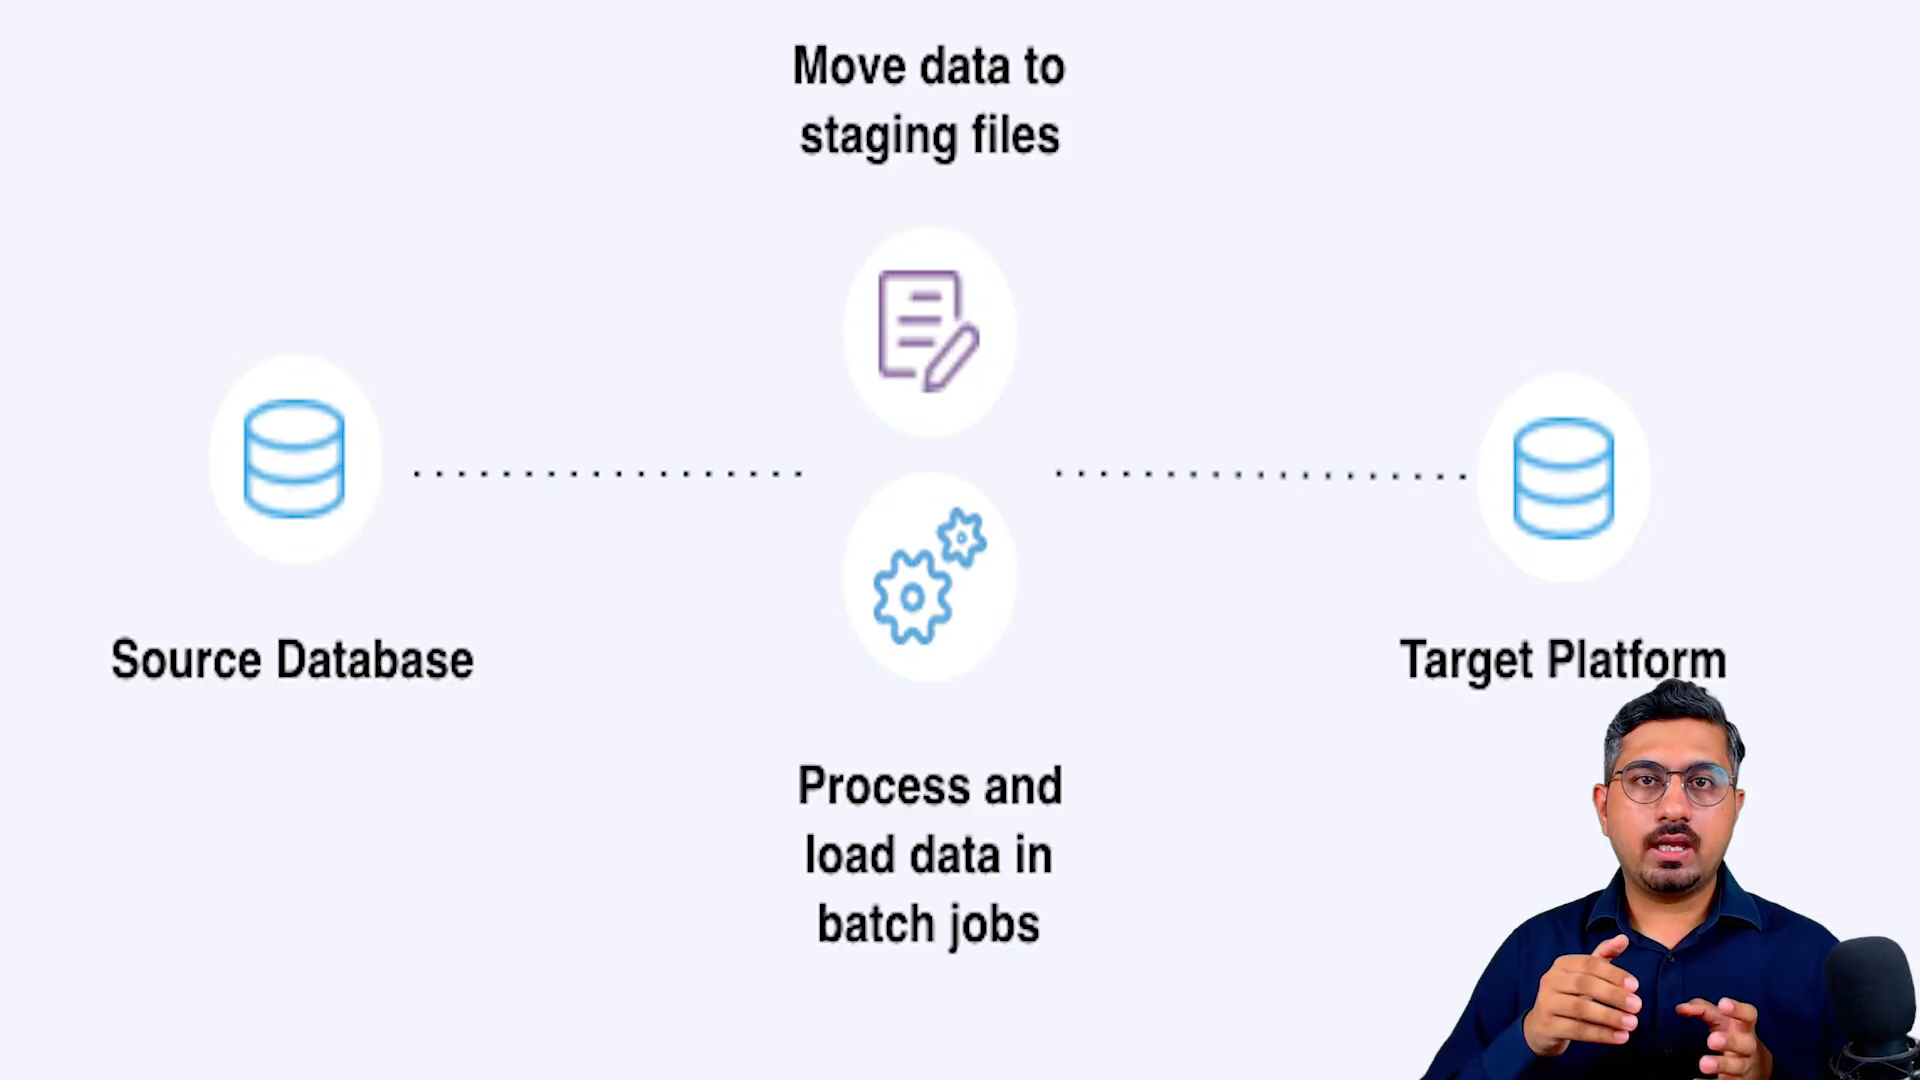 Move data to
staging files
Source Database
Target Platform
Process and
load data in
batch jobs